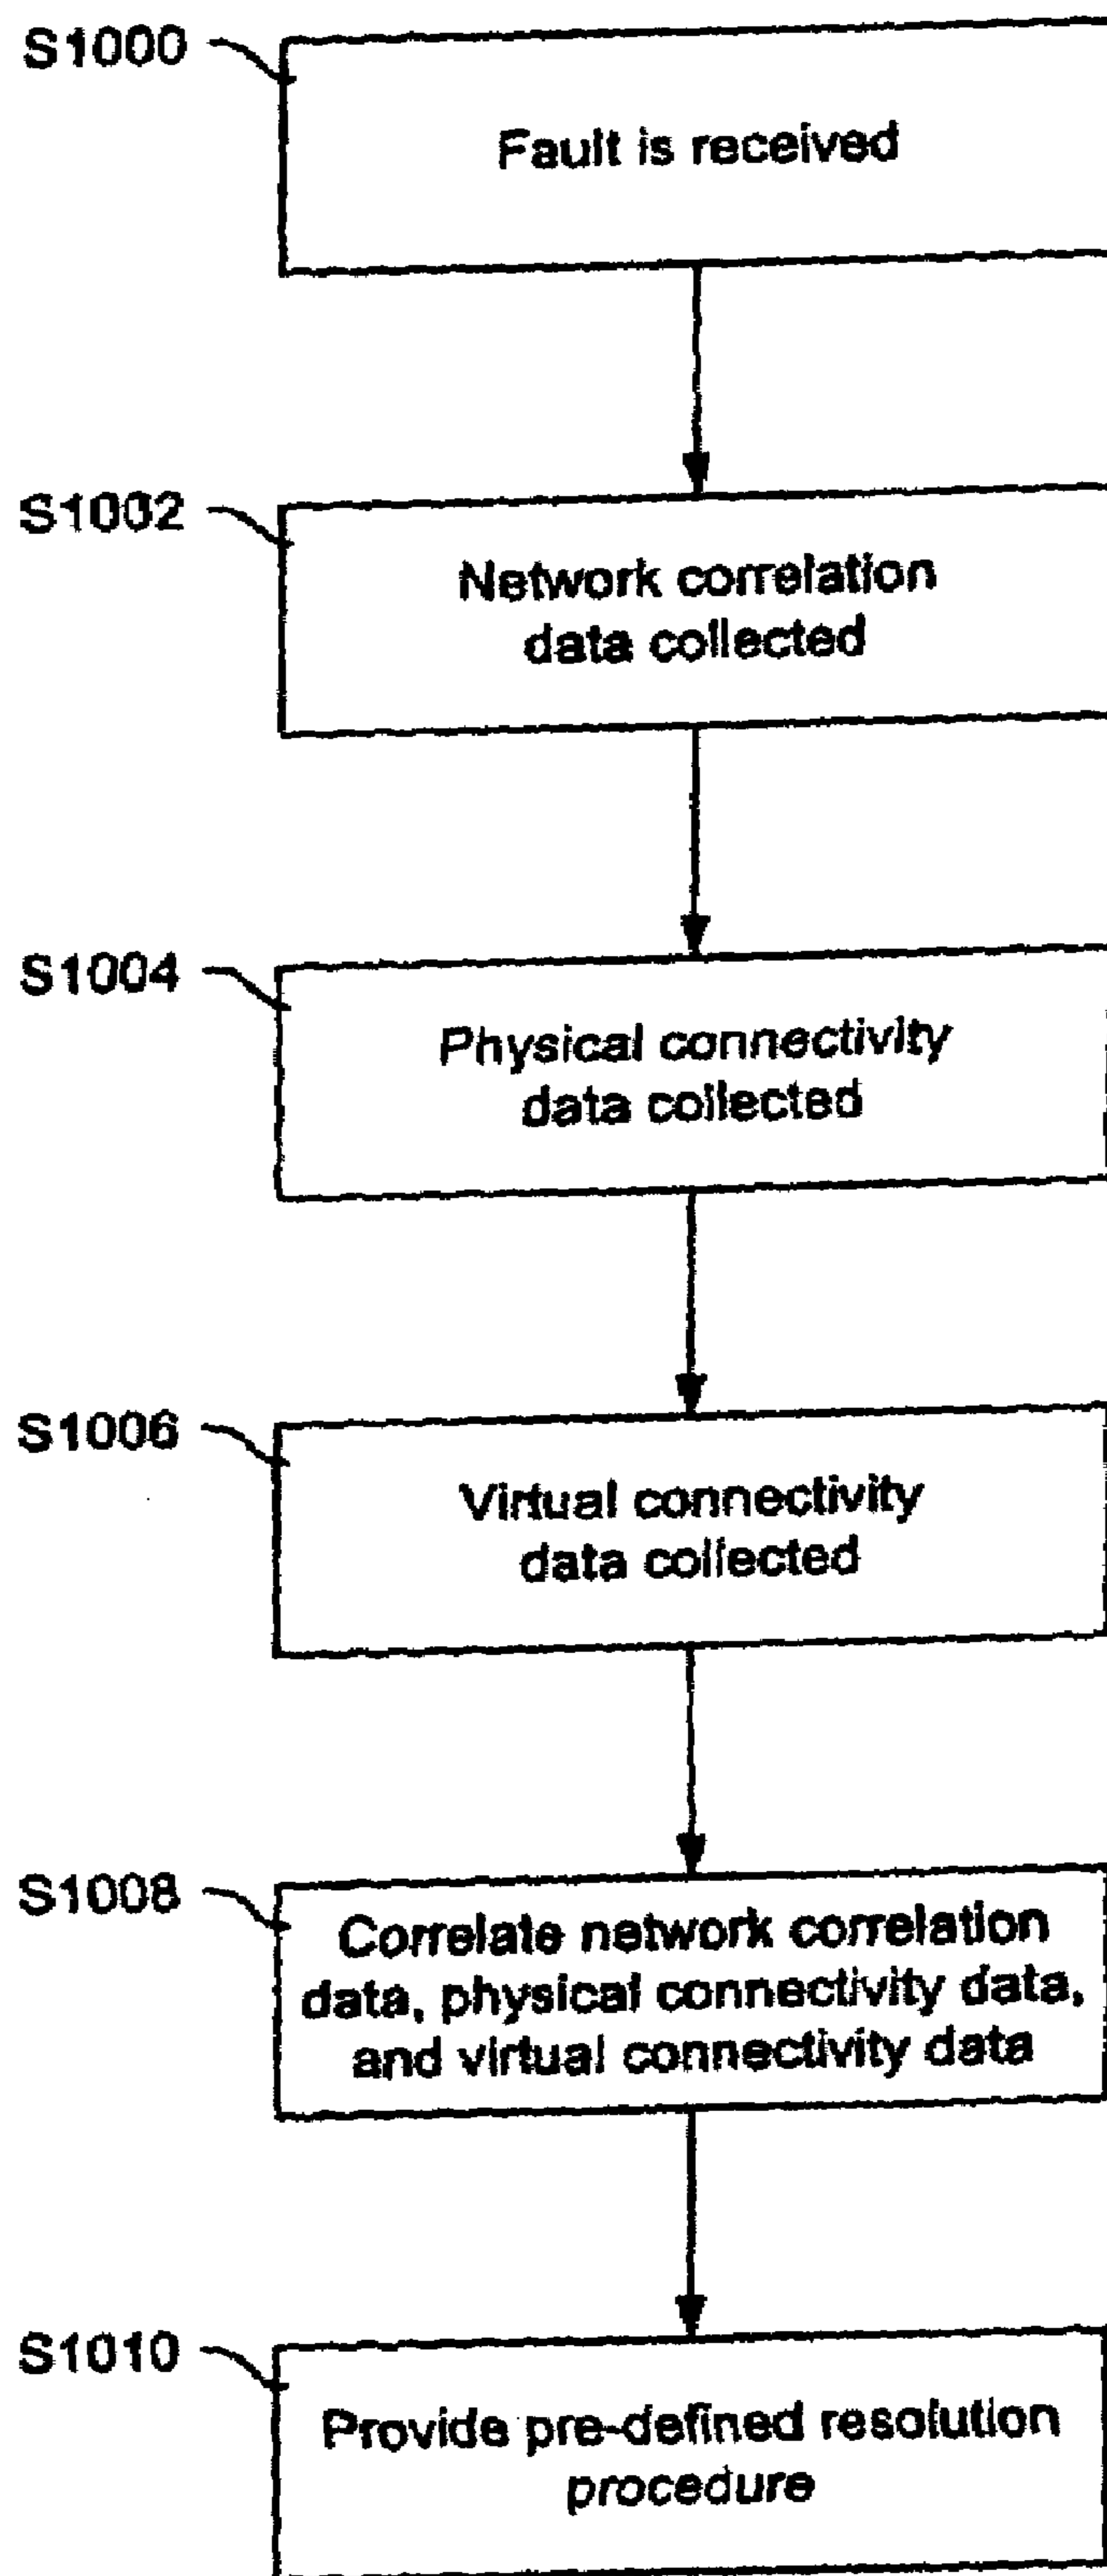 S1000
Fault is received
S1002
Network correlation
data collected
S1004
Physical connectivity
data collected
S1006
Virtual connectivity
data collected
S1008
Correlate network correlation
data, physical connectivity data,
and virtual connectivity data
S1010
Provide pre-defined resolution
procedure